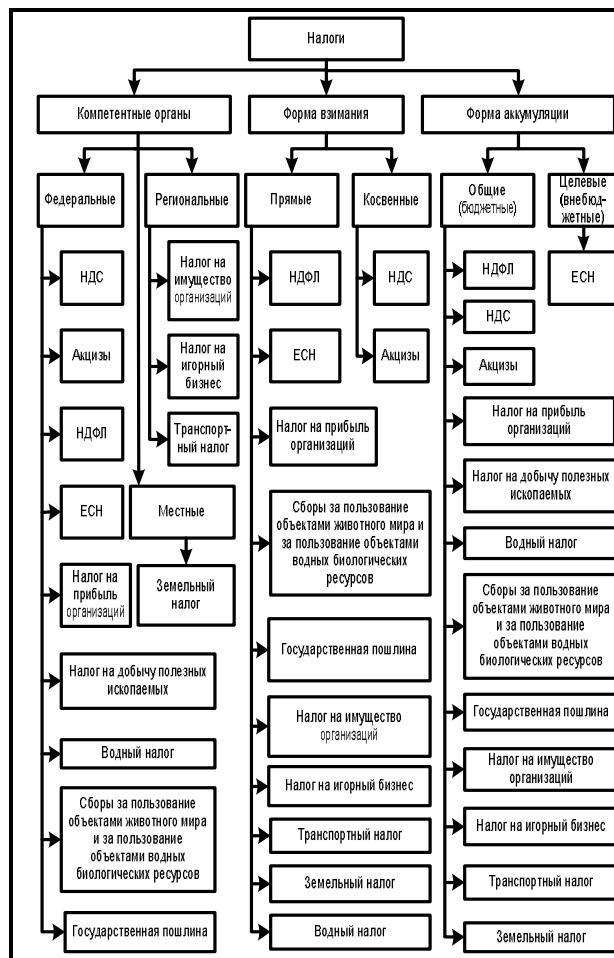 Налоги
Компетентные органы
Форма взимания
Форма аккумуляции
Федеральные
Региональные
Прямые
Косвенные
Общие
(бюджетные)
Целевые
(внебюд-
жетные)
НДС
Акцизы
НДФЛ
ЕСН
Налог на
прибыль
организаций
Налог на добычу полезных
ископаемых
Водный налог
Сборы за пользование
объектами животного мира
и за пользование
объектами водных
биологических ресурсов
Государственная пошлина
Налог на
имущество
организаций
Налог на
игорный
бизнес
Транспорт-
ный налог
Местные
Земельный
налог
НДФЛ
ЕСН
Налог на прибыль
организаций
Сборы за пользование
объектами животного мира и
за пользование объектами
водных биологических
ресурсов
Государственная пошлина
Налог на имущество
организаций
Налог на игорный бизнес
Транспортный налог
Земельный налог
Водный налог
НДС
Акцизы
НДФЛ
НДС
Акцизы
Налог на прибыль
организаций
Налог на добычу полезных
ископаемых
Водный налог
Сборы за пользование
объектами животного мира
и за пользование
объектами водных
биологических ресурсов
Государственная пошлина
Налог на имущество
организаций
Налог на игорный бизнес
Транспортный налог
Земельный налог
ЕСН